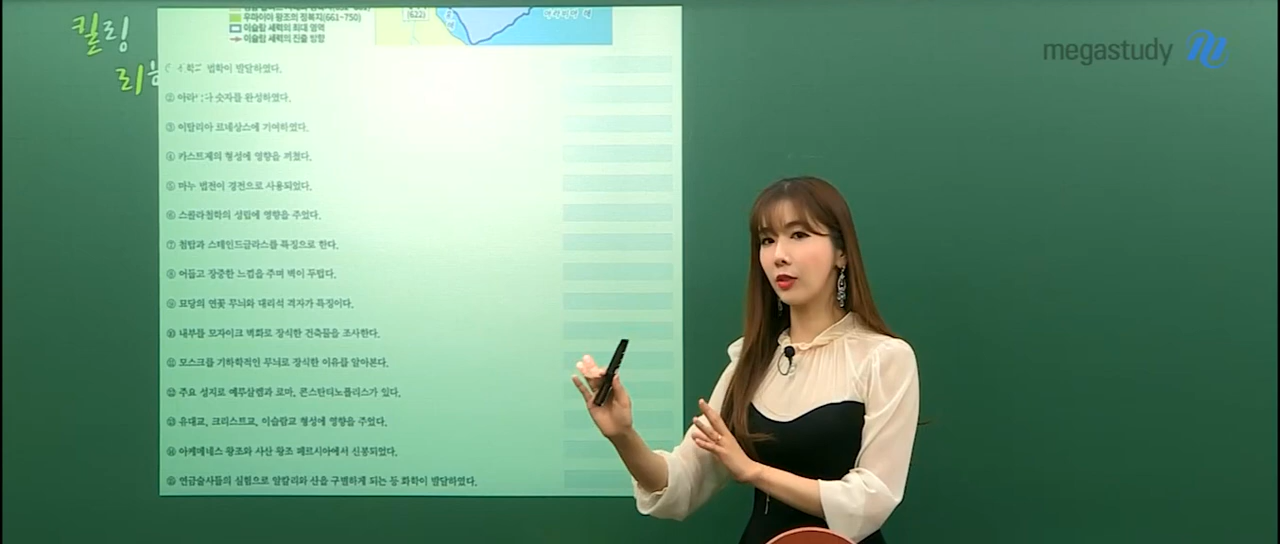 킬링
megastudy
우마이야 왕조의 정복지(661~750)
(622)
이슬람 세력의 최대 영역
이슬람 세력의 진출 방향
법학이 발달하였다.
② 숫자를 완성하였다.
③ 이탈리아 르네상스에 기여하였다.
④ 카스트제의 형성에 영향을 끼쳤다.
⑤ 마누 법전이 경전으로 사용되었다.
⑥ 스콜라철학의 성립에 영향을 주었다.
⑦ 첨탑과 스테인드글라스를 특징으로 한다.
⑧ 어둡고 장중한 느낌을 주며 벽이 두텁다.
⑨ 묘당의 연꽃 무늬와 대리석 격자가 특징이다.
⑩ 내부를 모자이크 벽화로 장식한 건축물을 조사한다.
⑪ 모스크를 기하학적인 무늬로 장식한 이유를 알아본다.
⑫ 주요 성지로 예루살렘과 로마, 콘스탄티노폴리스가 있다.
⑬ 유대교, 크리스트교, 이슬람교 형성에 영향을 주었다.
⑭ 아케메네스 왕조와 사산 왕조 페르시아에서 신봉되었다.
⑮ 연금술사들의 실험으로 알칼리와 산을 구별하게 되는 등 화학이 발달하였다.